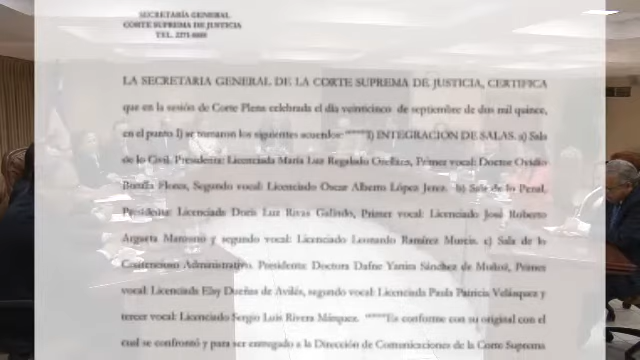 SECRETARÍA GENERAL
CORTE SUPREMA DE JUSTICIA
TEL. 2271-8888
LA SECRETARIA GENERAL DE LA CORTE SUPREMA DE JUSTICIA, CERTIFICA
que en la sesión de Corte Plena celebrada el día veinticinco de septiembre de dos mil quince,
en el punto I) se tomaron los siguientes acuerdos: """"I) INTEGRACION DE SALAS. a) Sala
de lo Civil. Presidenta: Licenciada María Luz Regalado Orellana, Primer vocal: Doctor Ovidio
Bonilla Flores, Segundo vocal: Licenciado Oscar Alberto López Jerez. b) Sala de lo Penal.
Presidenta: Licenciada Doris Luz Rivas Galindo, Primer vocal: Licenciado José Roberto
Argueta Manzano y segundo vocal: Licenciado Leonardo Ramírez Murcia. c) Sala de lo
Contencioso Administrativo. Presidenta: Doctora Dafne Yanira Sánchez de Muñoz, Primer
vocal: Licenciada Elsy Dueñas de Avilés, segundo vocal: Licenciada Paula Patricia Velásquez y
tercer vocal: Licenciado Sergio Luis Rivera Márquez. """"Es conforme con su original con el
cual se confrontó y para ser entregado a la Dirección de Comunicaciones de la Corte Suprema